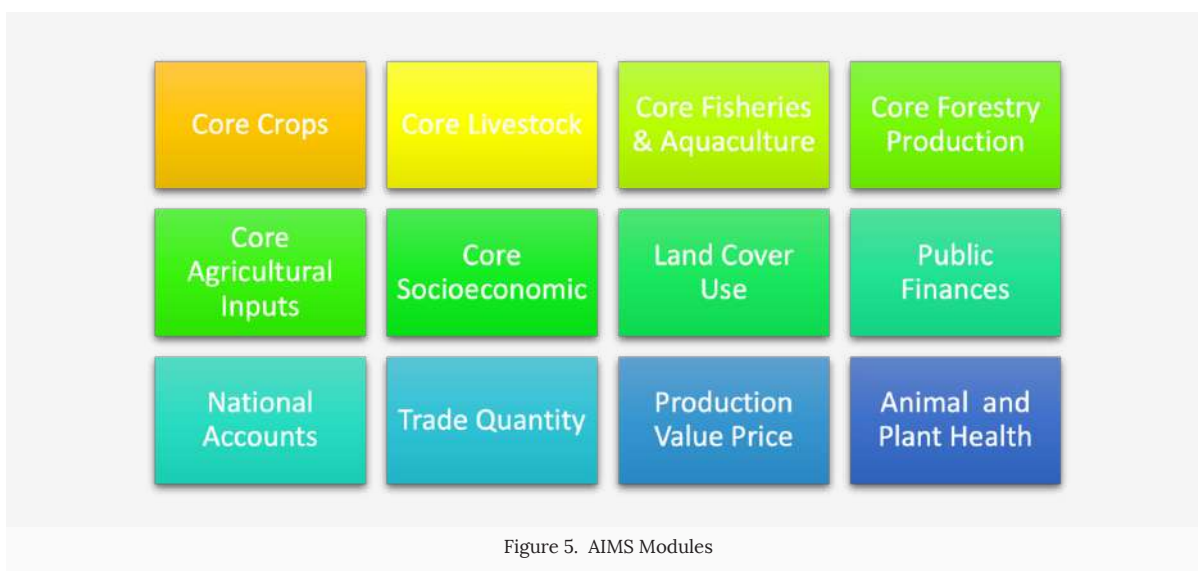 Core Crops
Core Livestock
Core Fisheries
& Aquaculture
Core Forestry
Production
Core
Agricultural
Inputs
Core
Socioeconomic
Land Cover
Use
Public
Finances
National
Accounts
Trade Quantity
Production
Value Price
Animal and
Plant Health
Figure 5. AIMS Modules